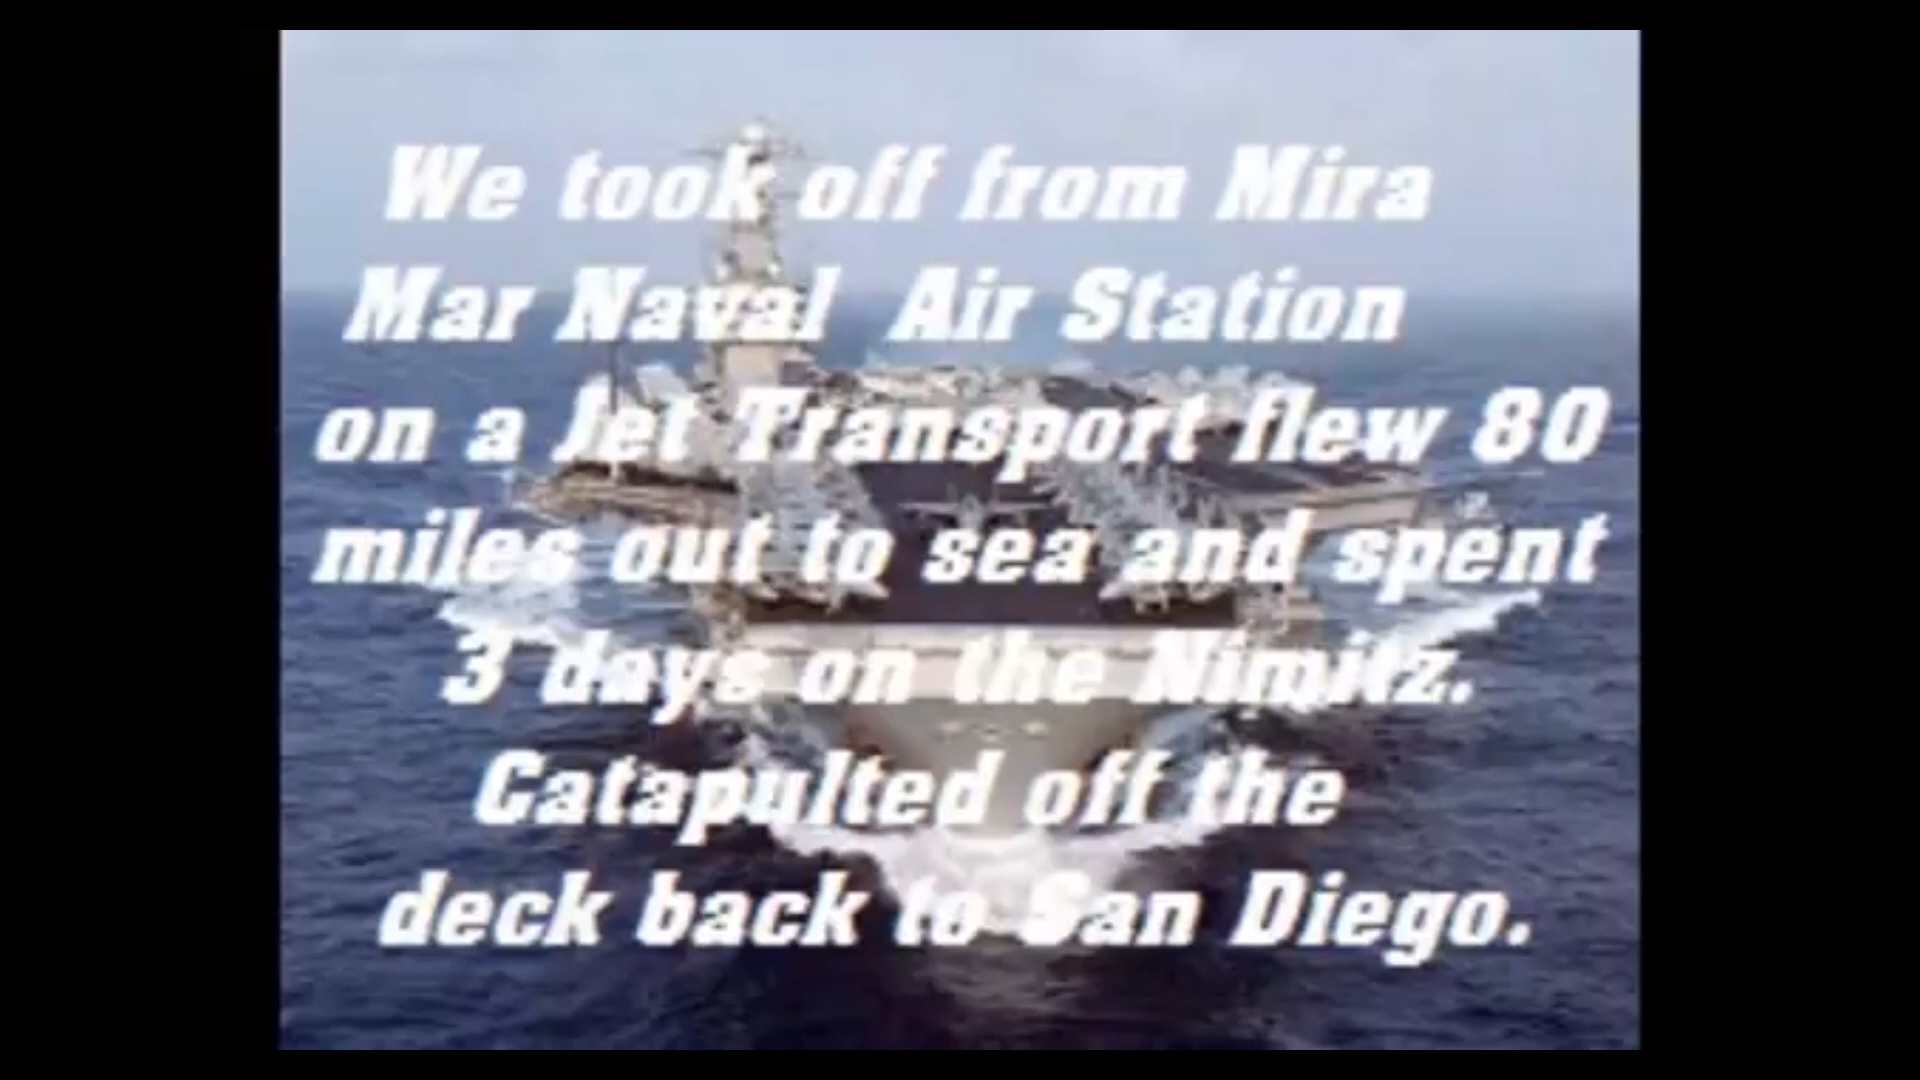 We took off from Mira
Mar Naval Air Station
on a Jet Transport flew 80
miles out to sea and spent
3 days on the Nimitz.
Catapulted off the
deck back to San Diego.